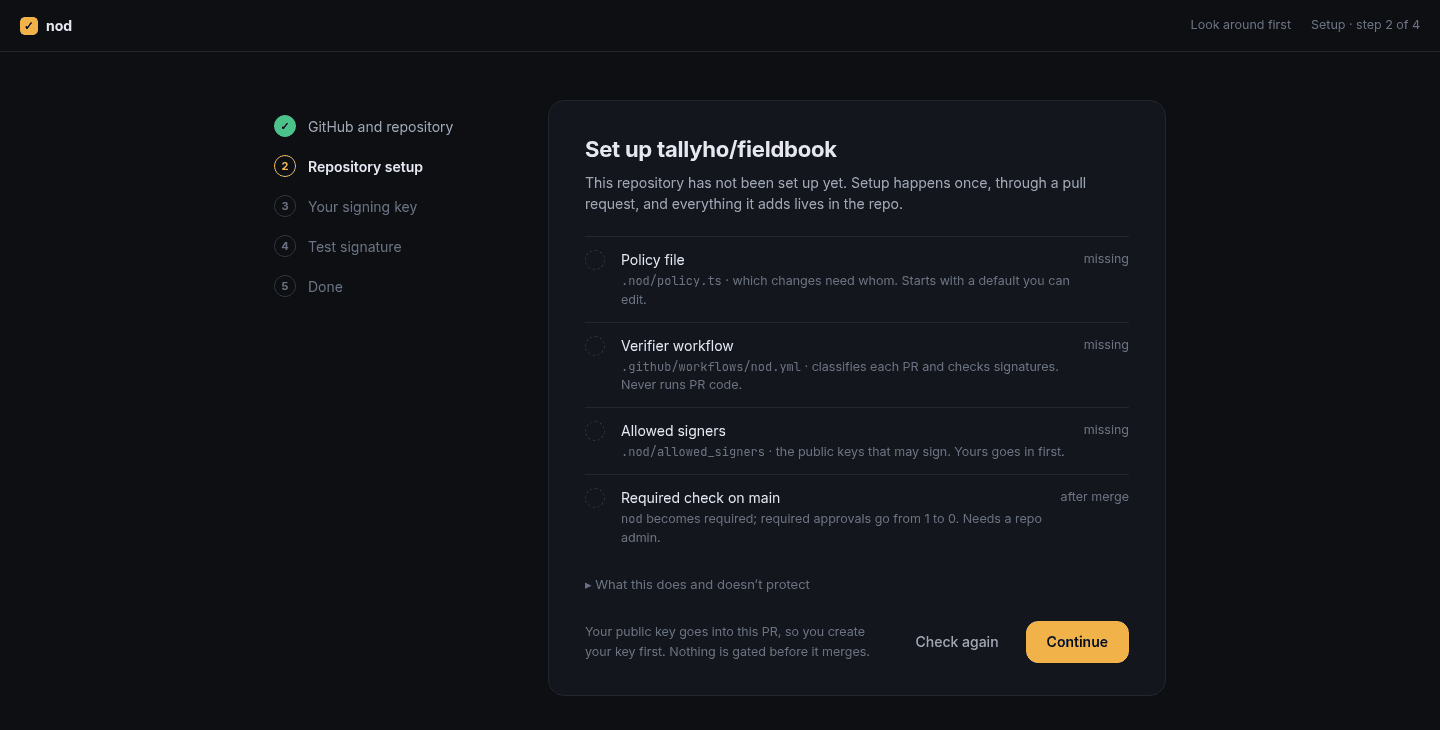 ✓ nod
Look around first
Setup · step 2 of 4
✓ GitHub and repository
2 Repository setup
3 Your signing key
4 Test signature
5 Done
Set up tallyho/fieldbook
This repository has not been set up yet. Setup happens once, through a pull
request, and everything it adds lives in the repo.
Policy file
missing
.nod/policy.ts · which changes need whom. Starts with a default you can
edit.
Verifier workflow
missing
.github/workflows/nod.yml · classifies each PR and checks signatures.
Never runs PR code.
Allowed signers
missing
.nod/allowed_signers · the public keys that may sign. Yours goes in first.
Required check on main
after merge
nod becomes required; required approvals go from 1 to 0. Needs a repo
admin.
▸ What this does and doesn’t protect
Your public key goes into this PR, so you create
your key first. Nothing is gated before it merges.
Check again
Continue